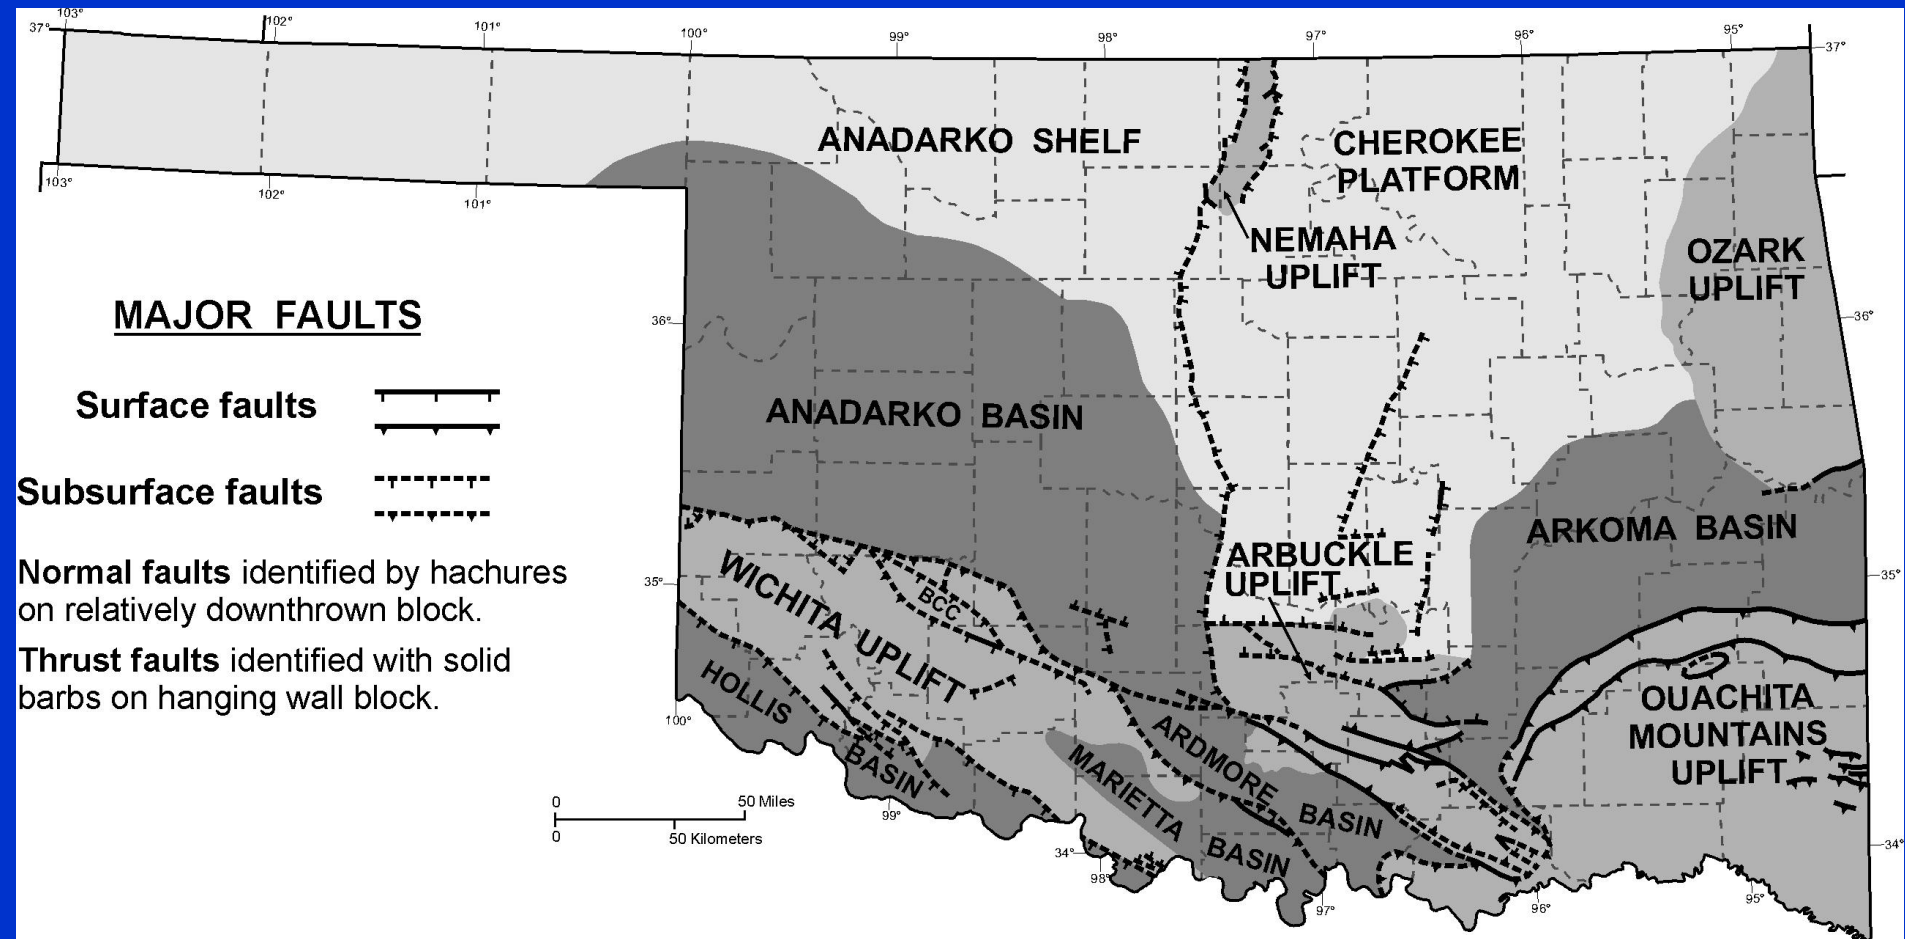 103°
102°
101°
100°
99°
98°
97°
96°
95°
37°
37°
ANADARKO SHELF
CHEROKEE
PLATFORM
103°
102°
101°
NEMAHA
UPLIFT
OZARK
UPLIFT
MAJOR FAULTS
36°
36°
Surface faults
ANADARKO BASIN
Subsurface faults
ARKOMA BASIN
ARBUCKLE
UPLIFT
Normal faults identified by hachures
on relatively downthrown block.
35°
35°
WICHITA UPLIFT
BCC
Thrust faults identified with solid
barbs on hanging wall block.
HOLLIS
BASIN
100°
OUACHITA
MOUNTAINS
UPLIFT
ARDMORE
BASIN
MARIETTA
BASIN
0
50 Miles
0
50 Kilometers
99°
34°
34°
98°
97°
96°
95°